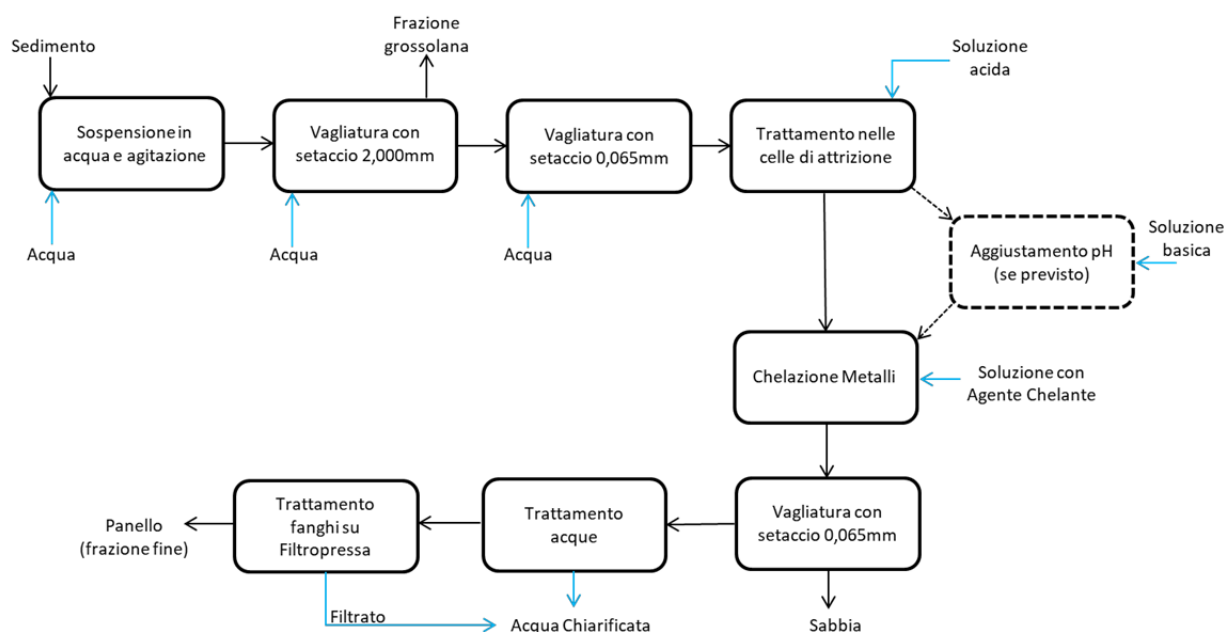 Sedimento
Frazione
grossolana
Soluzione
acida
Sospensione in
acqua e agitazione
Vagliatura con
setaccio 2,000mm
Vagliatura con
setaccio 0,065mm
Trattamento nelle
celle di attrizione
Acqua
Acqua
Acqua
Aggiustamento pH
(se previsto)
Soluzione
basica
Chelazione Metalli
Soluzione con
Agente Chelante
Panello
(frazione fine)
Trattamento
fanghi su
Filtropressa
Trattamento
acque
Vagliatura con
setaccio 0,065mm
Filtrato
Acqua Chiarificata
Sabbia